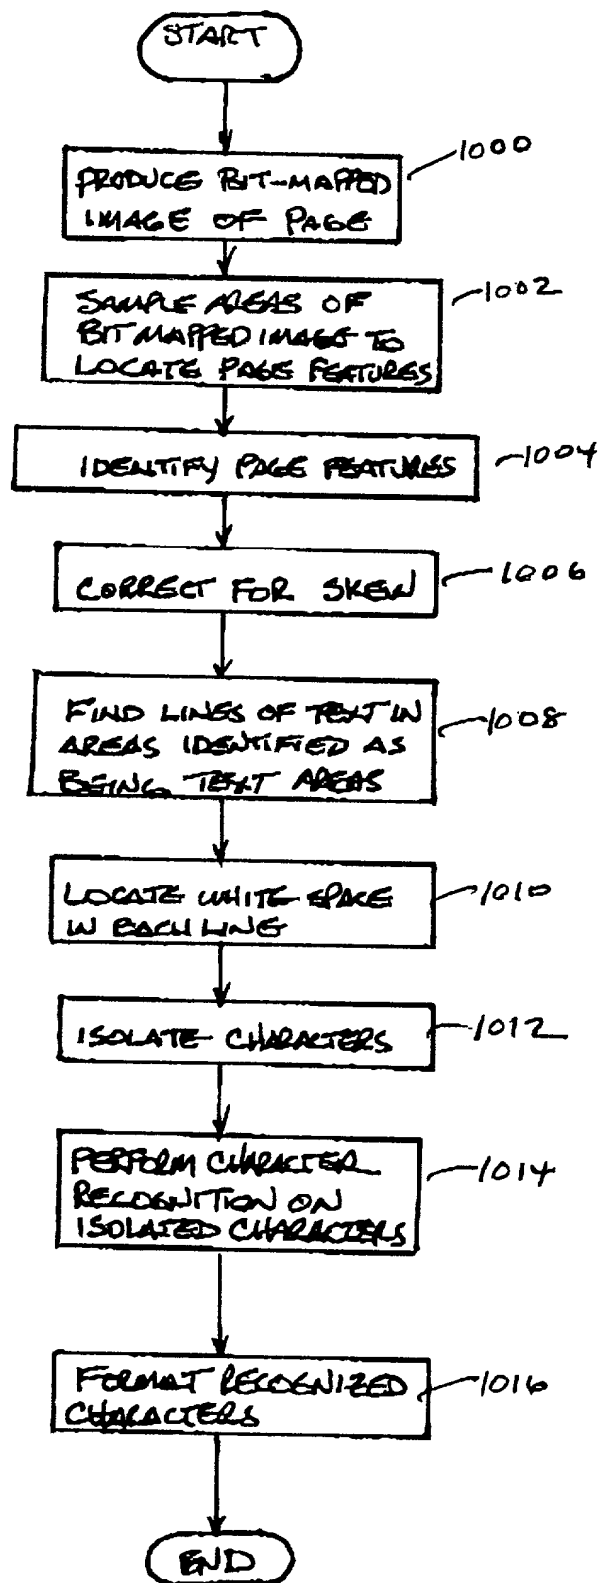 START
1000
PRODUCE BIT-MAPPED
IMAGE OF PAGE
1002
SAMPLE AREAS OF
BIT MAPPED IMAGE TO
LOCATE PAGE FEATURES
1004
IDENTIFY PAGE FEATURES
1006
CORRECT FOR SKEW
1008
FIND LINES OF TEXT IN
AREAS IDENTIFIED AS
BEING TEXT AREAS
1010
LOCATE WHITE SPACE
IN EACH LINE
1012
ISOLATE CHARACTERS
1014
PERFORM CHARACTER
RECOGNITION ON
ISOLATED CHARACTERS
1016
FORMAT RECOGNIZED
CHARACTERS
END